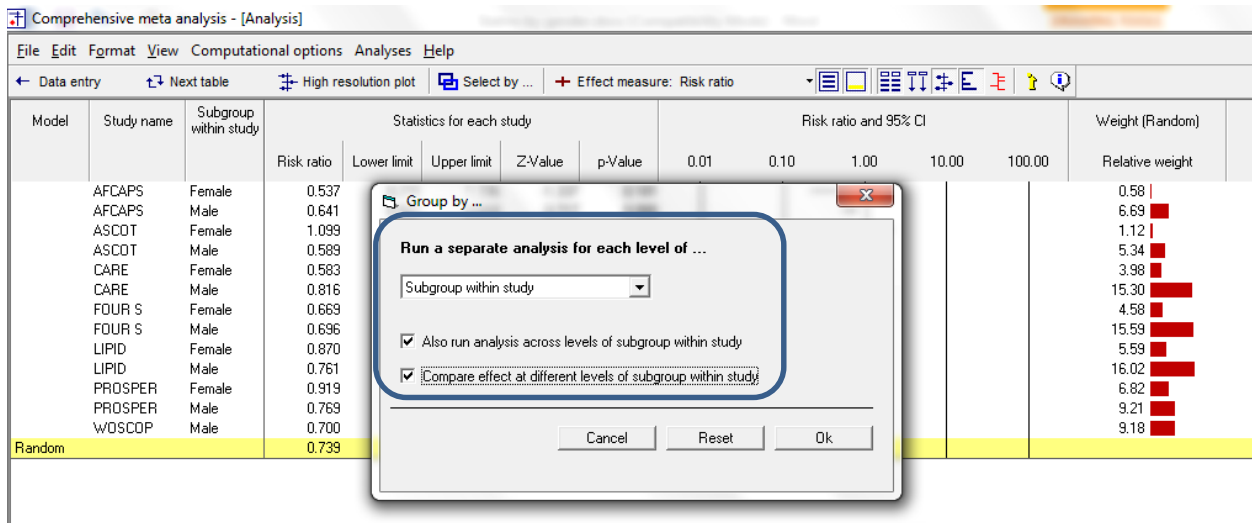 Comprehensive meta analysis - [Analysis]
File Edit Format View Computational options Analyses Help
← Data entry Next table High resolution plot Select by ... + Effect measure: Risk ratio
Model Study name Subgroup within study Statistics for each study Risk ratio and 95% CI Weight (Random)
Risk ratio Lower limit Upper limit Z-Value p-Value 0.01 0.10 1.00 10.00 100.00 Relative weight
AFCAPS Female 0.537 0.58
AFCAPS Male 0.641 6.69
ASCOT Female 1.099 1.12
ASCOT Male 0.589 5.34
CARE Female 0.583 3.98
CARE Male 0.816 15.30
FOUR S Female 0.669 4.58
FOUR S Male 0.696 15.59
LIPID Female 0.870 5.59
LIPID Male 0.761 16.02
PROSPER Female 0.919 6.82
PROSPER Male 0.769 9.21
WOSCOP Male 0.700 9.18
Random 0.739
Group by ...
Run a separate analysis for each level of ...
Subgroup within study
Also run analysis across levels of subgroup within study
Compare effect at different levels of subgroup within study
Cancel Reset Ok